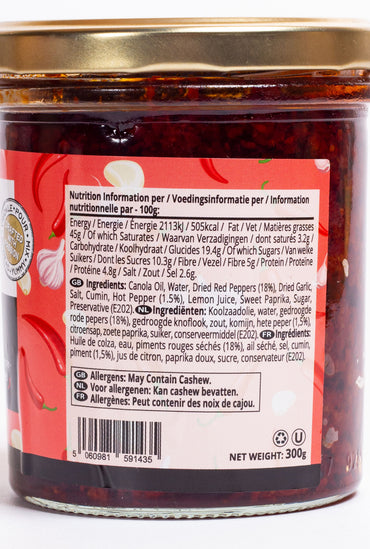 Nutrition Information per / Voedingsinformatie per / Information
nutritionnelle par - 100g:
Energy / Energie / Énergie 2113kJ / 505kcal / Fat / Vet / Matières grasses
45g / Of which Saturates / Waarvan Verzadigingen / dont saturés 3.2g /
Carbohydrate / Koolhydraat / Glucides 19.4g / Of which Sugars / Van welke
Suikers / Dont les Sucres 10.3g / Fibre / Vezel / Fibre 5g / Protein / Proteïne /
Protéine 4.8g / Salt / Zout / Sel 2.6g.
GB Ingredients: Canola Oil, Water, Dried Red Peppers (18%), Dried Garlic,
Salt, Cumin, Hot Pepper (1.5%), Lemon Juice, Sweet Paprika, Sugar,
Preservative (E202). NL Ingrediënten: Koolzaadolie, water, gedroogde
rode pepers (18%), gedroogde knoflook, zout, komijn, hete peper (1.5%),
citroensap, zoete paprika, suiker, conserveermiddel (E202). FR Ingrédients:
Huile de colza, eau, piments rouges séchés (18%), ail séché, sel, cumin,
piment (1,5%), jus de citron, paprika doux, sucre, conservateur (E202).
GB Allergens: May Contain Cashew.
NL Voor allergenen: Kan cashew bevatten.
FR Allergènes: Peut contenir des noix de cajou.
5 060981 591435
U
NET WEIGHT: 300g